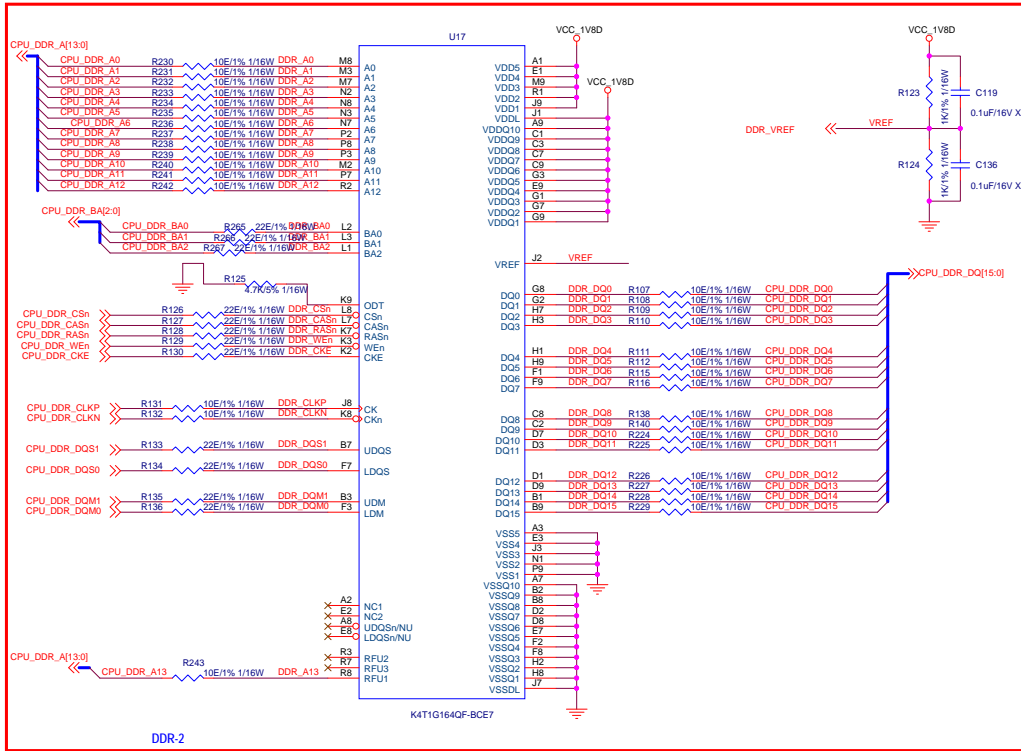 CPU_DDR_A[13:0]
CPU_DDR_A0 R230 10E/1% 1/16W DDR_A0 M8 A0
CPU_DDR_A1 R231 10E/1% 1/16W DDR_A1 M3 A1
CPU_DDR_A2 R232 10E/1% 1/16W DDR_A2 M7 A2
CPU_DDR_A3 R233 10E/1% 1/16W DDR_A3 N2 A3
CPU_DDR_A4 R234 10E/1% 1/16W DDR_A4 N8 A4
CPU_DDR_A5 R235 10E/1% 1/16W DDR_A5 N3 A5
CPU_DDR_A6 R236 10E/1% 1/16W DDR_A6 N7 A6
CPU_DDR_A7 R237 10E/1% 1/16W DDR_A7 P2 A7
CPU_DDR_A8 R238 10E/1% 1/16W DDR_A8 P8 A8
CPU_DDR_A9 R239 10E/1% 1/16W DDR_A9 P3 A9
CPU_DDR_A10 R240 10E/1% 1/16W DDR_A10 M2 A10
CPU_DDR_A11 R241 10E/1% 1/16W DDR_A11 P7 A11
CPU_DDR_A12 R242 10E/1% 1/16W DDR_A12 R2 A12
CPU_DDR_BA[2:0]
CPU_DDR_BA0 R265 22E/1% 1/16W DDR_BA0 L2 BA0
CPU_DDR_BA1 R266 22E/1% 1/16W DDR_BA1 L3 BA1
CPU_DDR_BA2 R267 22E/1% 1/16W DDR_BA2 L1 BA2
R125 4.7K/5% 1/16W K9 ODT
CPU_DDR_CSn R126 22E/1% 1/16W DDR_CSn L8 CSn
CPU_DDR_CASn R127 22E/1% 1/16W DDR_CASn L7 CASn
CPU_DDR_RASn R128 22E/1% 1/16W DDR_RASn K7 RASn
CPU_DDR_WEn R129 22E/1% 1/16W DDR_WEn K3 WEn
CPU_DDR_CKE R130 22E/1% 1/16W DDR_CKE K2 CKE
CPU_DDR_CLKP R131 10E/1% 1/16W DDR_CLKP J8 CK
CPU_DDR_CLKN R132 10E/1% 1/16W DDR_CLKN K8 CKn
CPU_DDR_DQS1 R133 22E/1% 1/16W DDR_DQS1 B7 UDQS
CPU_DDR_DQS0 R134 22E/1% 1/16W DDR_DQS0 F7 LDQS
CPU_DDR_DQM1 R135 22E/1% 1/16W DDR_DQM1 B3 UDM
CPU_DDR_DQM0 R136 22E/1% 1/16W DDR_DQM0 F3 LDM
A2 NC1
E2 NC2
A8 UDQSn/NU
E8 LDQSn/NU
CPU_DDR_A[13:0]
R3 RFU2
R7 RFU3
CPU_DDR_A13 R243 10E/1% 1/16W DDR_A13 R8 RFU1
U17
VCC_1V8D
VDD5 A1
VDD4 E1
VDD3 M9
VDD2 R1
VDD1 J9
VCC_1V8D
VDDL J1
VDDQ10 A9
VDDQ9 C1
VDDQ8 C3
VDDQ7 C7
VDDQ6 C9
VDDQ5 G3
VDDQ4 E9
VDDQ3 G1
VDDQ2 G7
VDDQ1 G9
VREF J2 VREF
DQ0 G8 DDR_DQ0 R107 10E/1% 1/16W CPU_DDR_DQ0
DQ1 G2 DDR_DQ1 R108 10E/1% 1/16W CPU_DDR_DQ1
DQ2 H7 DDR_DQ2 R109 10E/1% 1/16W CPU_DDR_DQ2
DQ3 H3 DDR_DQ3 R110 10E/1% 1/16W CPU_DDR_DQ3
DQ4 H1 DDR_DQ4 R111 10E/1% 1/16W CPU_DDR_DQ4
DQ5 H9 DDR_DQ5 R112 10E/1% 1/16W CPU_DDR_DQ5
DQ6 F1 DDR_DQ6 R115 10E/1% 1/16W CPU_DDR_DQ6
DQ7 F9 DDR_DQ7 R116 10E/1% 1/16W CPU_DDR_DQ7
DQ8 C8 DDR_DQ8 R138 10E/1% 1/16W CPU_DDR_DQ8
DQ9 C2 DDR_DQ9 R140 10E/1% 1/16W CPU_DDR_DQ9
DQ10 D7 DDR_DQ10 R224 10E/1% 1/16W CPU_DDR_DQ10
DQ11 D3 DDR_DQ11 R225 10E/1% 1/16W CPU_DDR_DQ11
DQ12 D1 DDR_DQ12 R226 10E/1% 1/16W CPU_DDR_DQ12
DQ13 D9 DDR_DQ13 R227 10E/1% 1/16W CPU_DDR_DQ13
DQ14 B1 DDR_DQ14 R228 10E/1% 1/16W CPU_DDR_DQ14
DQ15 B9 DDR_DQ15 R229 10E/1% 1/16W CPU_DDR_DQ15
CPU_DDR_DQ[15:0]
VSS5 A3
VSS4 E3
VSS3 J3
VSS2 N1
VSS1 P9
VSSQ10 A7
VSSQ9 B2
VSSQ8 B8
VSSQ7 D2
VSSQ6 D8
VSSQ5 E7
VSSQ4 F2
VSSQ3 F8
VSSQ2 H2
VSSQ1 H8
VSSDL J7
K4T1G164QF-BCE7
VCC_1V8D
R123 1K/1% 1/16W C119 0.1uF/16V X
DDR_VREF VREF
R124 1K/1% 1/16W C136 0.1uF/16V X
DDR-2